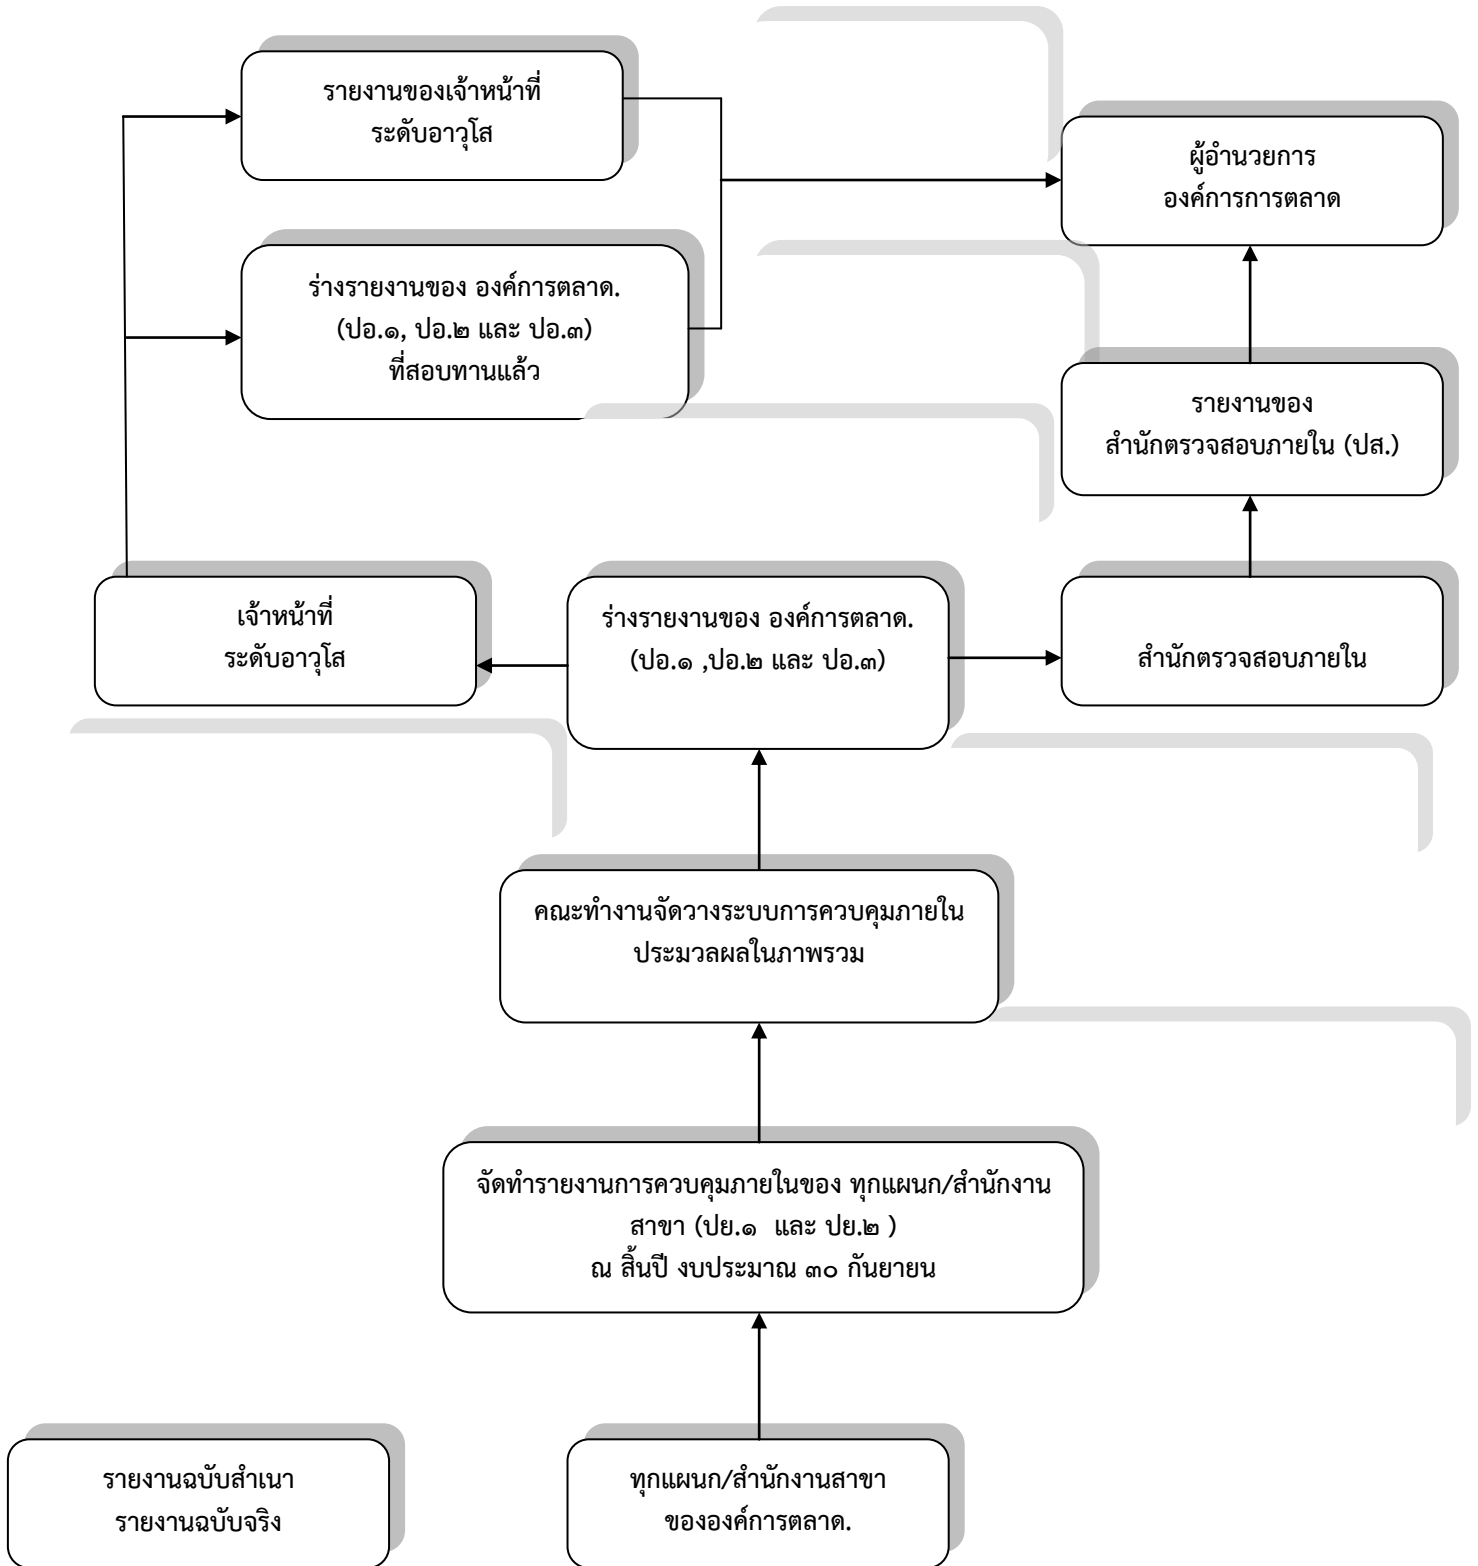 รายงานของเจ้าหน้าที่
ระดับอาวุโส
ผู้อำนวยการ
องค์การการตลาด
ร่างรายงานของ องค์การตลาด.
(ปอ.๑, ปอ.๒ และ ปอ.๓)
ที่สอบทานแล้ว
รายงานของ
สำนักตรวจสอบภายใน (ปส.)
เจ้าหน้าที่
ระดับอาวุโส
ร่างรายงานของ องค์การตลาด.
(ปอ.๑ ,ปอ.๒ และ ปอ.๓)
สำนักตรวจสอบภายใน
คณะทำงานจัดวางระบบการควบคุมภายใน
ประมวลผลในภาพรวม
จัดทำรายงานการควบคุมภายในของ ทุกแผนก/สำนักงาน
สาขา (ปย.๑  และ ปย.๒ )
ณ สิ้นปี งบประมาณ ๓๐ กันยายน
รายงานฉบับสำเนา
รายงานฉบับจริง
ทุกแผนก/สำนักงานสาขา
ขององค์การตลาด.